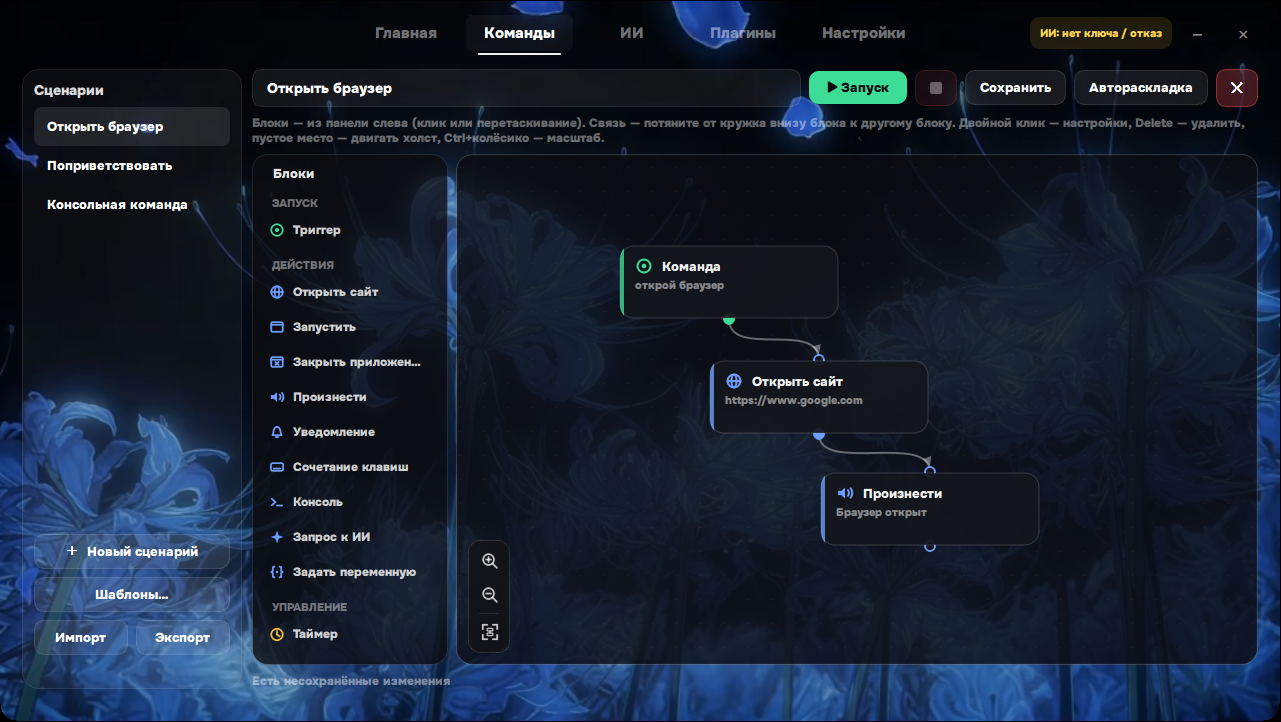 Главная
Команды
ИИ
Плагины
Настройки
ИИ: нет ключа / отказ
Сценарии
Открыть браузер
Поприветствовать
Консольная команда
+ Новый сценарий
Шаблоны...
Импорт
Экспорт
Открыть браузер
Запуск
Сохранить
Автораскладка
Блоки — из панели слева (клик или перетаскивание). Связь — потяните от кружка внизу блока к другому блоку. Двойной клик — настройки, Delete — удалить,
пустое место — двигать холст, Ctrl+колёсико — масштаб.
Блоки
ЗАПУСК
Триггер
ДЕЙСТВИЯ
Открыть сайт
Запустить
Закрыть приложен...
Произнести
Уведомление
Сочетание клавиш
Консоль
Запрос к ИИ
Задать переменную
УПРАВЛЕНИЕ
Таймер
Команда
открой браузер
Открыть сайт
https://www.google.com
Произнести
Браузер открыт
Есть несохранённые изменения